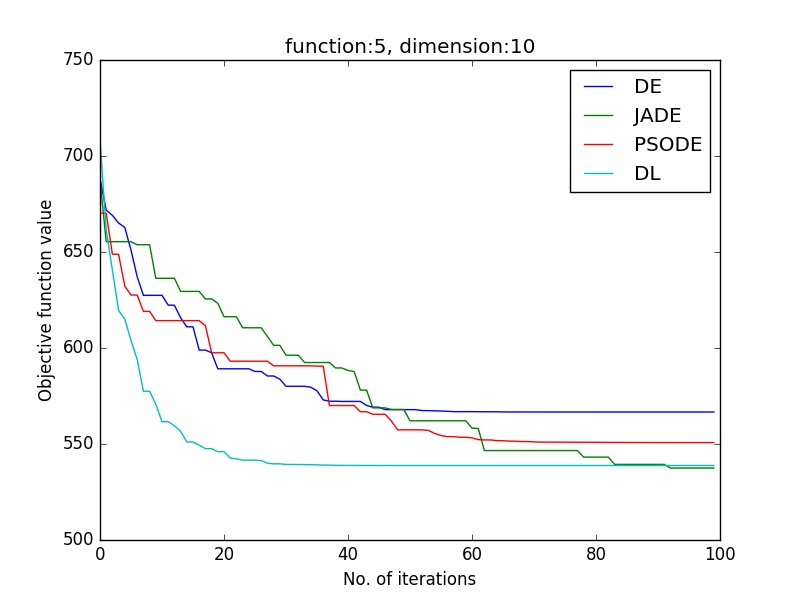 function:5, dimension:10
750
700
650
600
550
500
Objective function value
DE
JADE
PSODE
DL
0
20
40
60
80
100
No. of iterations